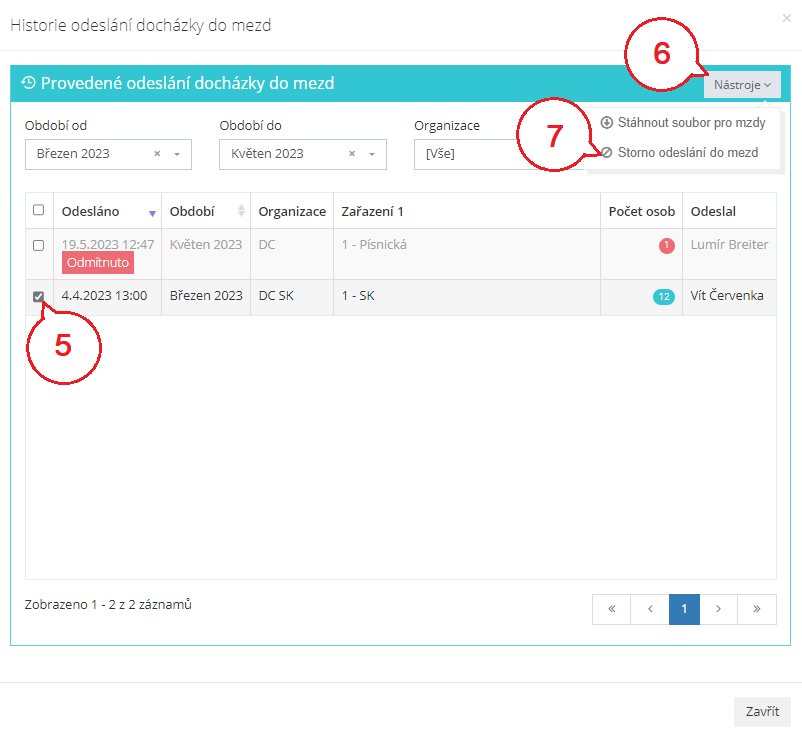 Historie odeslání docházky do mezd
×
6
Provedené odeslání docházky do mezd
Nástroje
Období od
Období do
Organizace
7
Stáhnout soubor pro mzdy
Březen 2023 ×
Květen 2023 ×
[Vše]
Storno odeslání do mezd
Odesláno Období Organizace Zařazení 1 Počet osob Odeslal
19.5.2023 12:47 Květen 2023 DC 1 - Písnická 1 Lumír Breiter
Odmítnuto
4.4.2023 13:00 Březen 2023 DC SK 1 - SK 12 Vít Červenka
5
Zobrazeno 1 - 2 z 2 záznamů
« ‹ 1 › »
Zavřít